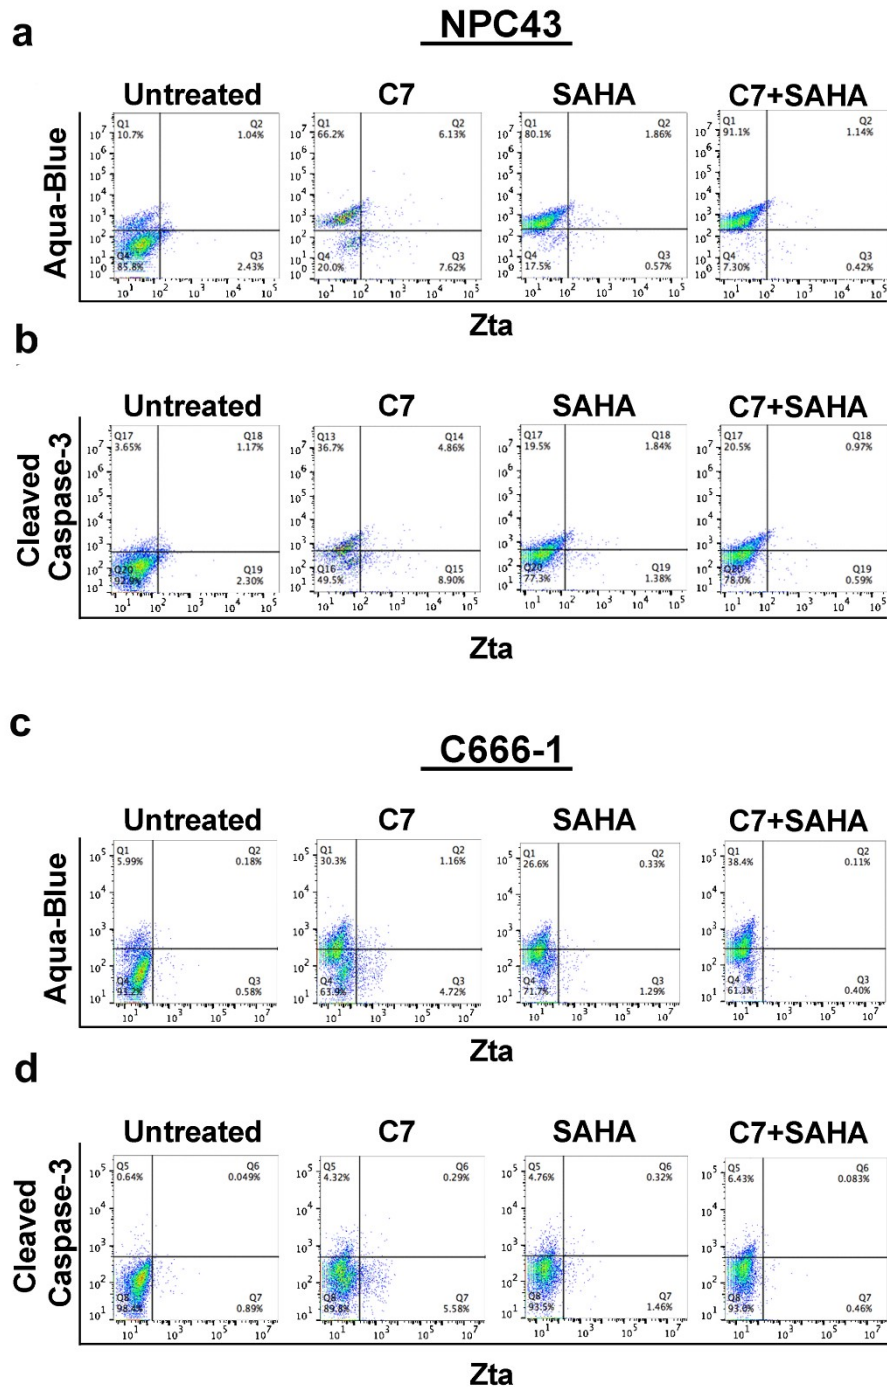 a
NPC43
Untreated C7 SAHA C7+SAHA
Aqua-Blue
Q1 10.7% Q2 1.04% Q4 85.8% Q3 2.43%
Q1 66.2% Q2 6.13% Q4 20.0% Q3 7.62%
Q1 80.1% Q2 1.86% Q4 17.5% Q3 0.57%
Q1 91.1% Q2 1.14% Q4 7.30% Q3 0.42%
Zta
b
Untreated C7 SAHA C7+SAHA
Cleaved
Caspase-3
Q17 3.65% Q18 1.17% Q20 92.9% Q19 2.30%
Q13 36.7% Q14 4.86% Q16 49.5% Q15 8.90%
Q17 19.5% Q18 1.84% Q20 77.3% Q19 1.38%
Q17 20.5% Q18 0.97% Q20 78.0% Q19 0.59%
Zta
c
C666-1
Untreated C7 SAHA C7+SAHA
Aqua-Blue
Q1 5.99% Q2 0.18% Q4 93.2% Q3 0.58%
Q1 30.3% Q2 1.16% Q4 63.9% Q3 4.72%
Q1 26.6% Q2 0.33% Q4 71.7% Q3 1.29%
Q1 38.4% Q2 0.11% Q4 61.1% Q3 0.40%
Zta
d
Untreated C7 SAHA C7+SAHA
Cleaved
Caspase-3
Q5 0.64% Q6 0.049% Q8 98.4% Q7 0.89%
Q5 4.32% Q6 0.29% Q8 89.8% Q7 5.58%
Q5 4.76% Q6 0.32% Q8 93.5% Q7 1.46%
Q5 6.43% Q6 0.083% Q8 93.0% Q7 0.46%
Zta